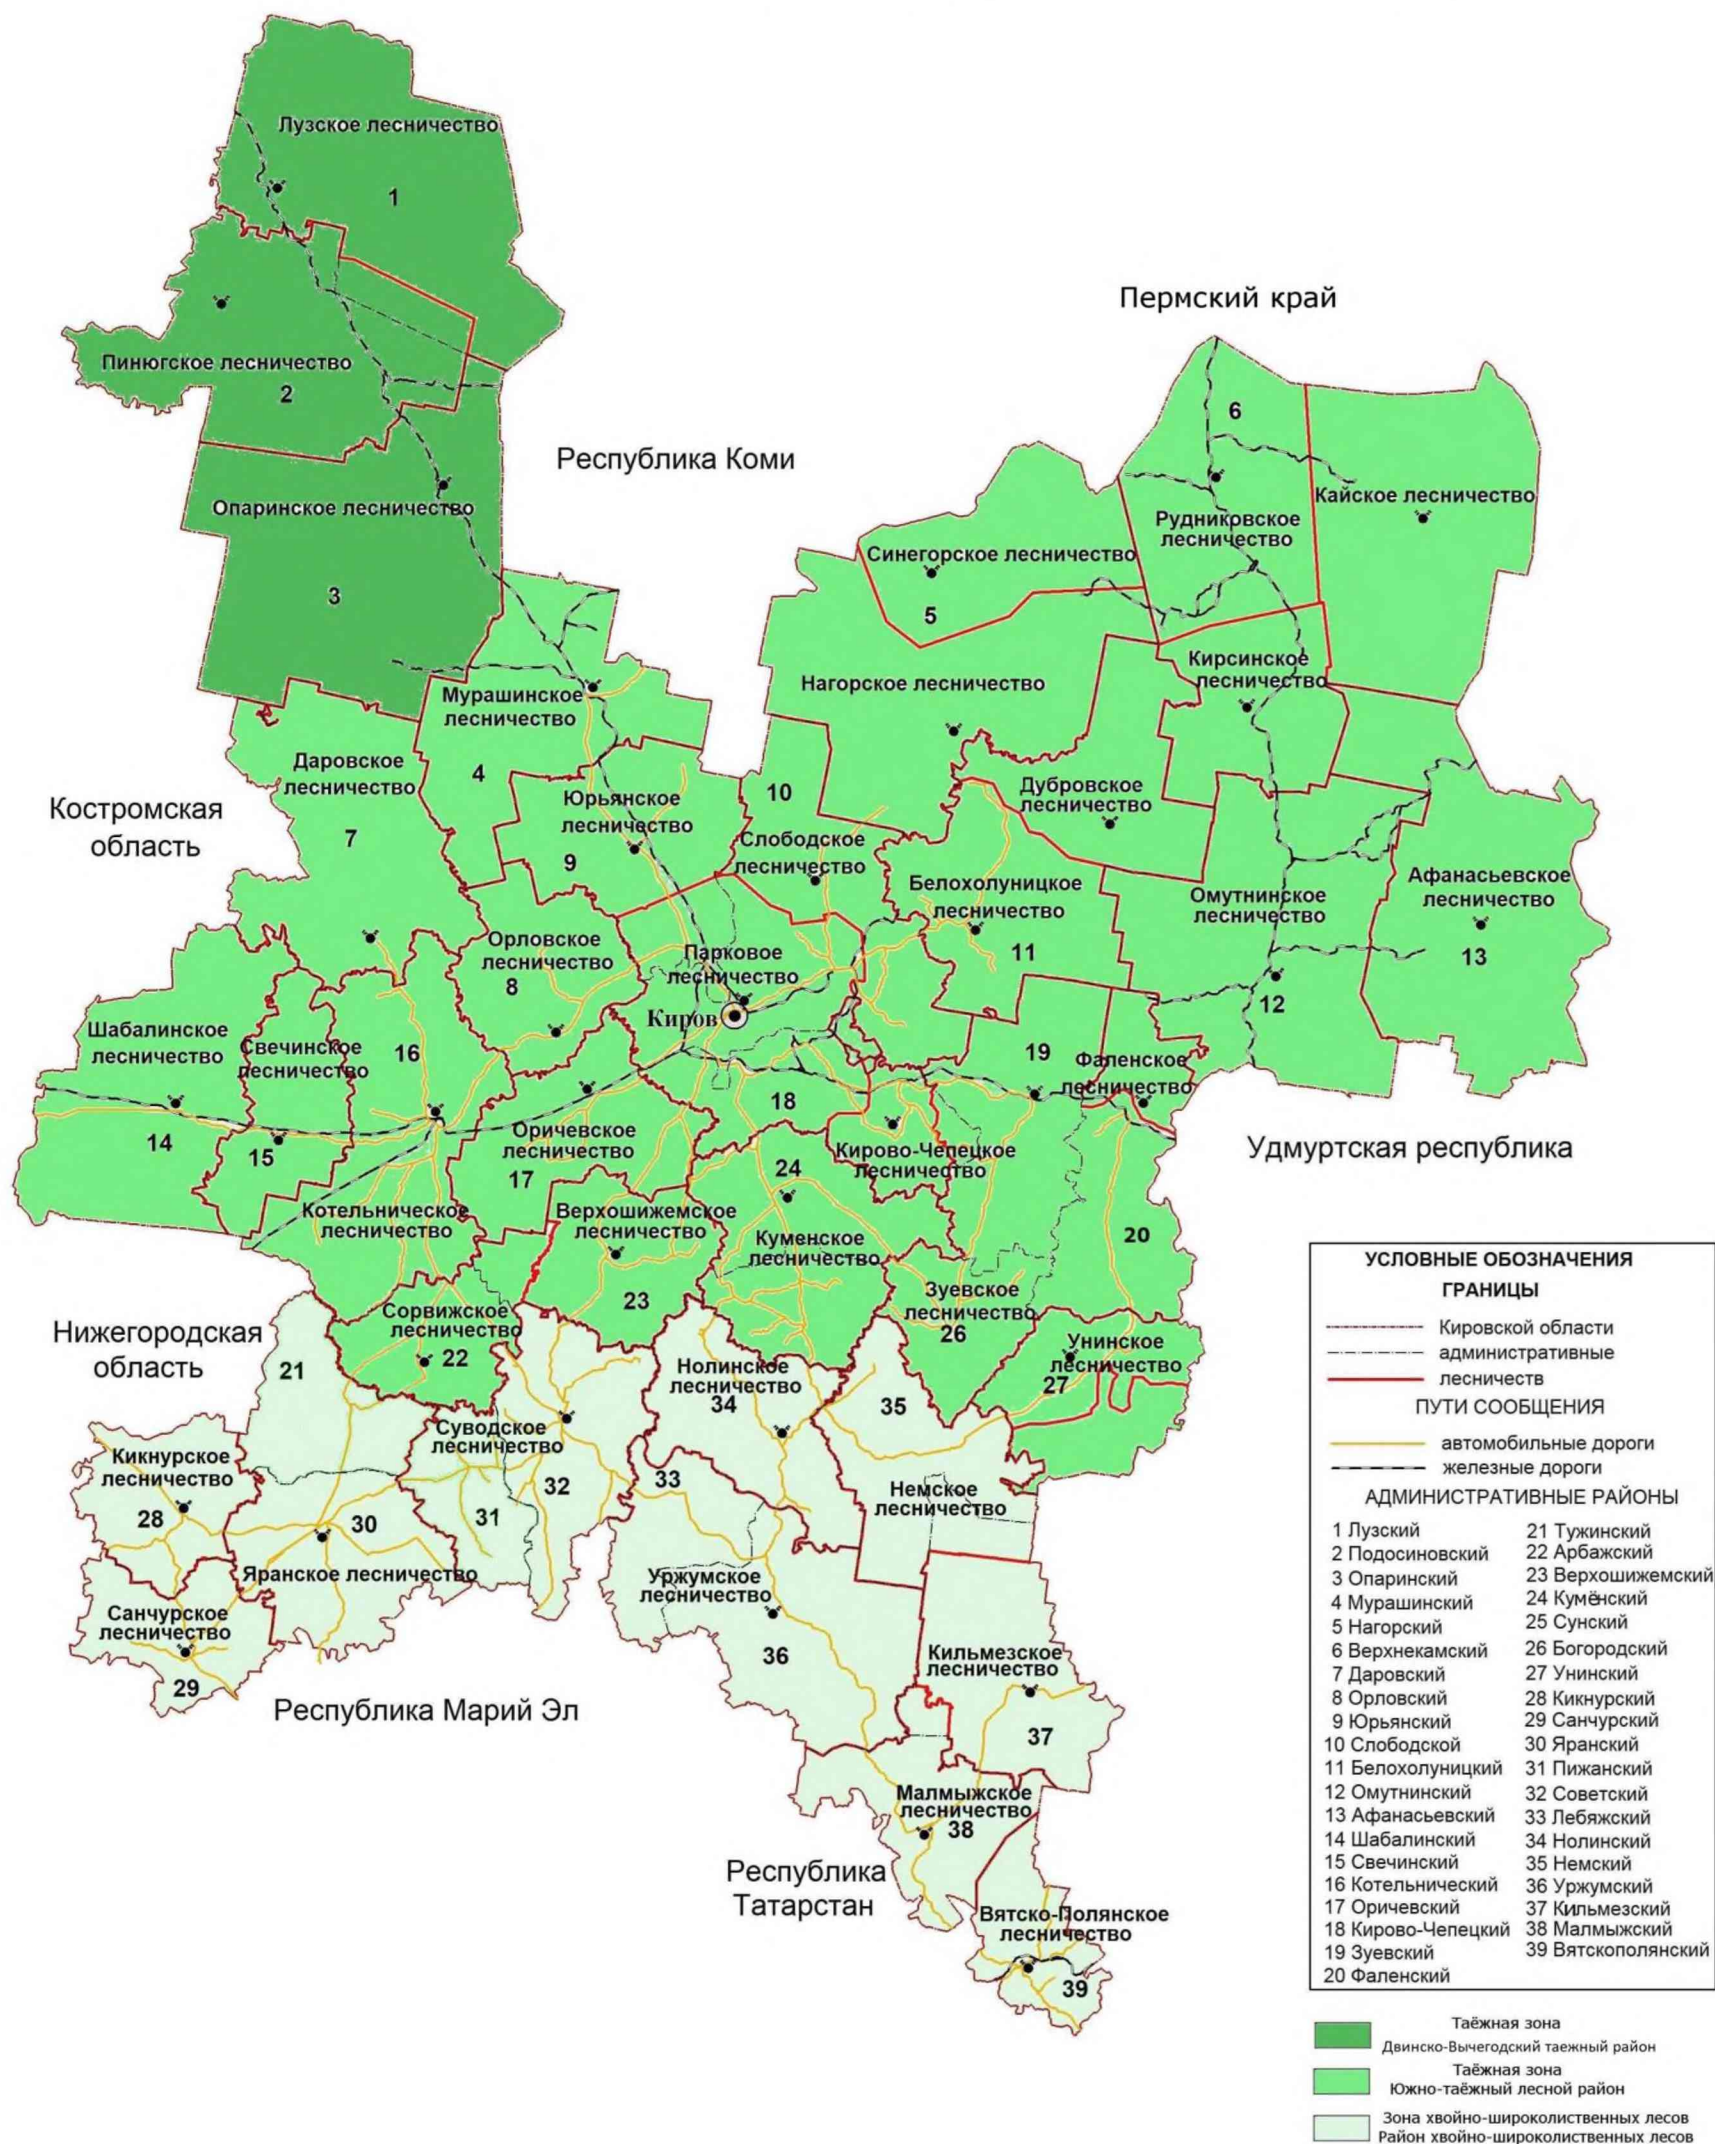 Лузское лесничество
1
Пермский край
Пинюгское лесничество
2
6
Республика Коми
Кайское лесничество
Опаринское лесничество
Рудниковское
лесничество
Синегорское лесничество
3
5
Кирсинское
лесничество
Нагорское лесничество
Мурашинское
лесничество
Даровское
лесничество
4
Дубровское
лесничество
10
Юрьянское
лесничество
Костромская
область
7
Слободское
лесничество
9
Белохолуницкое
лесничество
Омутнинское
лесничество
Афанасьевское
лесничество
Орловское
лесничество
Парковое
лесничество
11
13
8
12
Киров
Шабалинское
лесничество
Свечинское
лесничество
16
19
Фаленское
лесничество
18
14
15
Оричевское
лесничество
Кирово-Чепецкое
лесничество
Удмуртская республика
24
17
Котельническое
лесничество
Верхошижемское
лесничество
Куменское
лесничество
20
Зуевское
лесничество
23
26
Сорвижское
лесничество
Нижегородская
область
22
21
Унинское
лесничество
27
Нолинское
лесничество
34
35
Суводское
лесничество
Кикнурское
лесничество
33
32
Немское
лесничество
28
30
31
Яранское лесничество
Уржумское
лесничество
Санчурское
лесничество
36
Кильмезское
лесничество
29
Республика Марий Эл
37
Малмыжское
лесничество
38
Республика
Татарстан
Вятско-Полянское
лесничество
39
УСЛОВНЫЕ ОБОЗНАЧЕНИЯ
ГРАНИЦЫ
Кировской области
административные
лесничеств
ПУТИ СООБЩЕНИЯ
автомобильные дороги
железные дороги
АДМИНИСТРАТИВНЫЕ РАЙОНЫ
1 Лузский
2 Подосиновский
3 Опаринский
4 Мурашинский
5 Нагорский
6 Верхнекамский
7 Даровский
8 Орловский
9 Юрьянский
10 Слободской
11 Белохолуницкий
12 Омутнинский
13 Афанасьевский
14 Шабалинский
15 Свечинский
16 Котельнический
17 Оричевский
18 Кирово-Чепецкий
19 Зуевский
20 Фаленский
21 Тужинский
22 Арбажский
23 Верхошижемский
24 Кумёнский
25 Сунский
26 Богородский
27 Унинский
28 Кикнурский
29 Санчурский
30 Яранский
31 Пижанский
32 Советский
33 Лебяжский
34 Нолинский
35 Немский
36 Уржумский
37 Кильмезский
38 Малмыжский
39 Вятскополянский
Таёжная зона
Двинско-Вычегодский таежный район
Таёжная зона
Южно-таёжный лесной район
Зона хвойно-широколиственных лесов
Район хвойно-широколиственных лесов